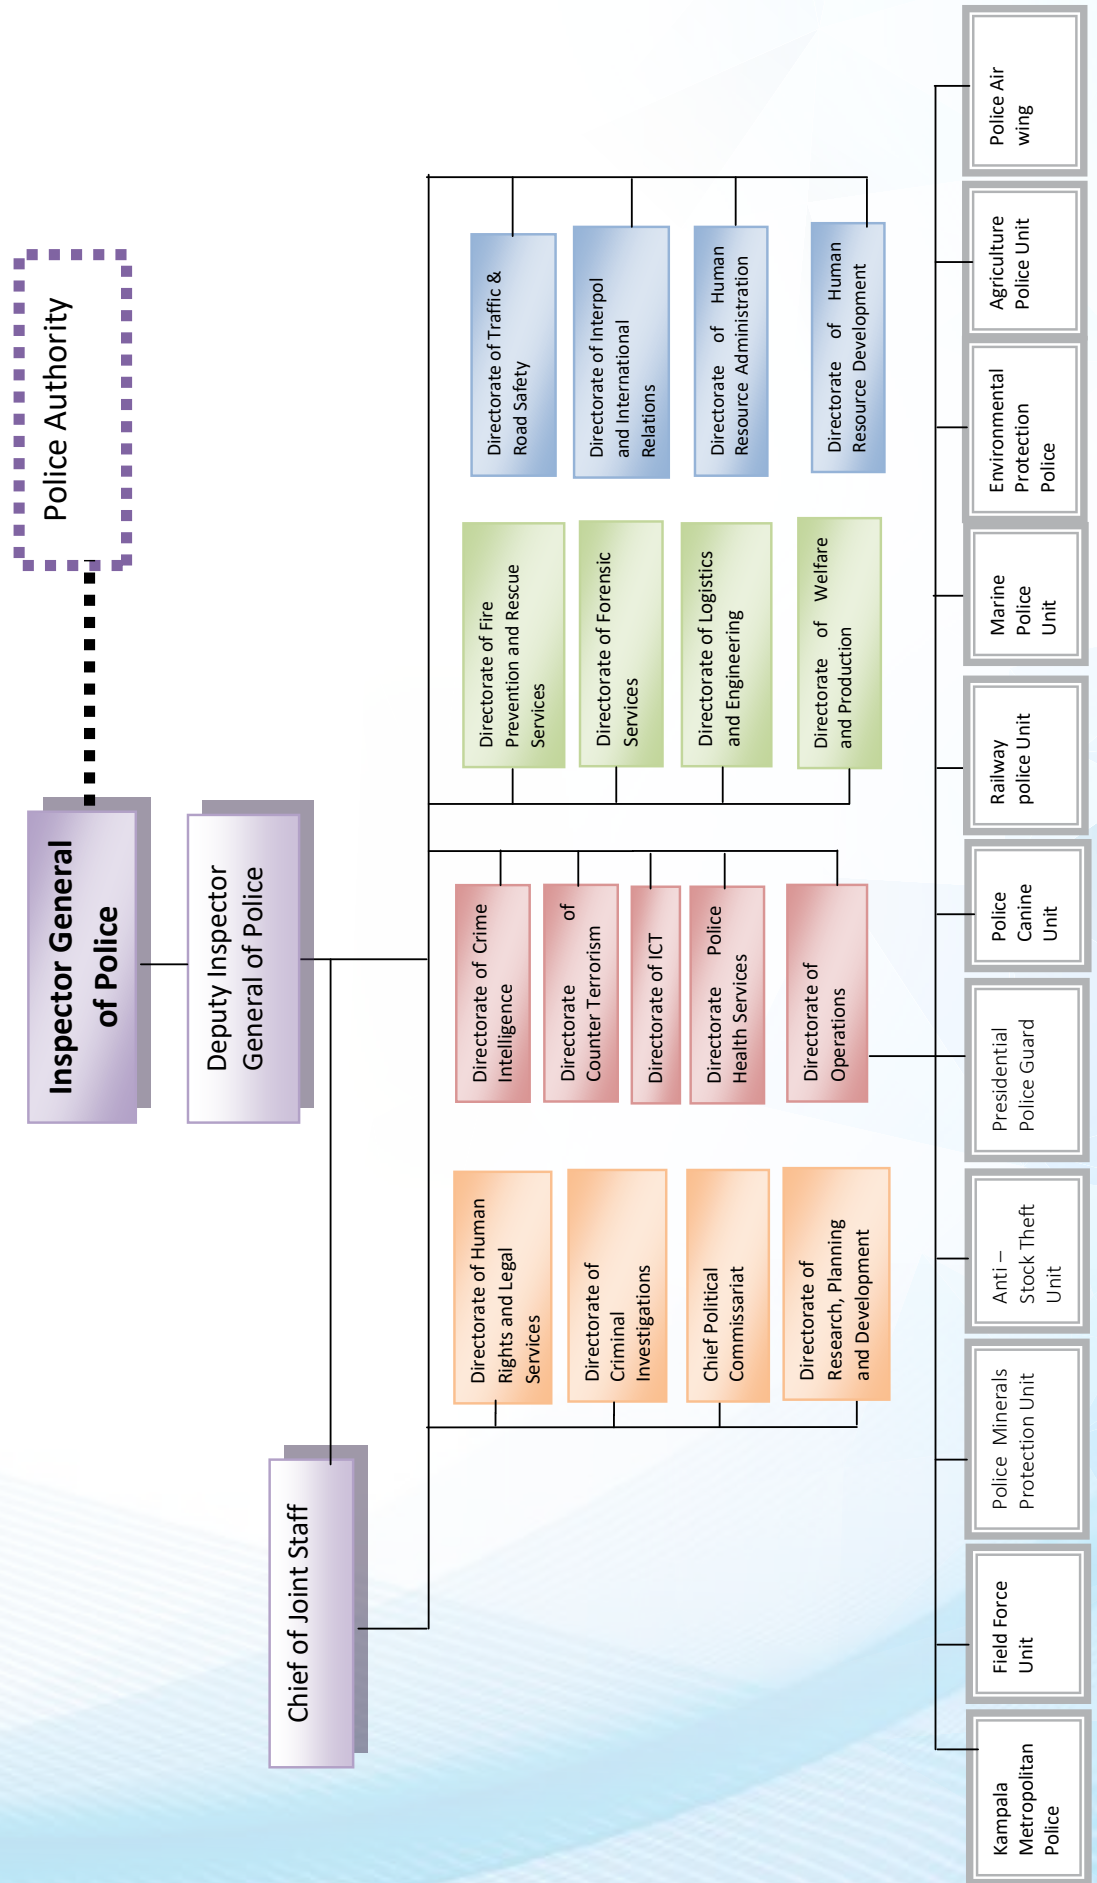 Police Authority
Inspector General
of Police
Deputy Inspector
General of Police
Chief of Joint Staff
Directorate of Human
Rights and Legal
Services
Directorate of
Criminal
Investigations
Chief Political
Commissariat
Directorate of
Research, Planning
and Development
Directorate of Crime
Intelligence
Directorate of
Counter Terrorism
Directorate of ICT
Directorate Police
Health Services
Directorate of
Operations
Directorate of Fire
Prevention and Rescue
Services
Directorate of Forensic
Services
Directorate of Logistics
and Engineering
Directorate of Welfare
and Production
Directorate of Traffic &
Road Safety
Directorate of Interpol
and International
Relations
Directorate of Human
Resource Administration
Directorate of Human
Resource Development
Kampala
Metropolitan
Police
Field Force
Unit
Police Minerals
Protection Unit
Anti –
Stock Theft
Unit
Presidential
Police Guard
Police
Canine
Unit
Railway
police Unit
Marine
Police
Unit
Environmental
Protection
Police
Agriculture
Police Unit
Police Air
wing